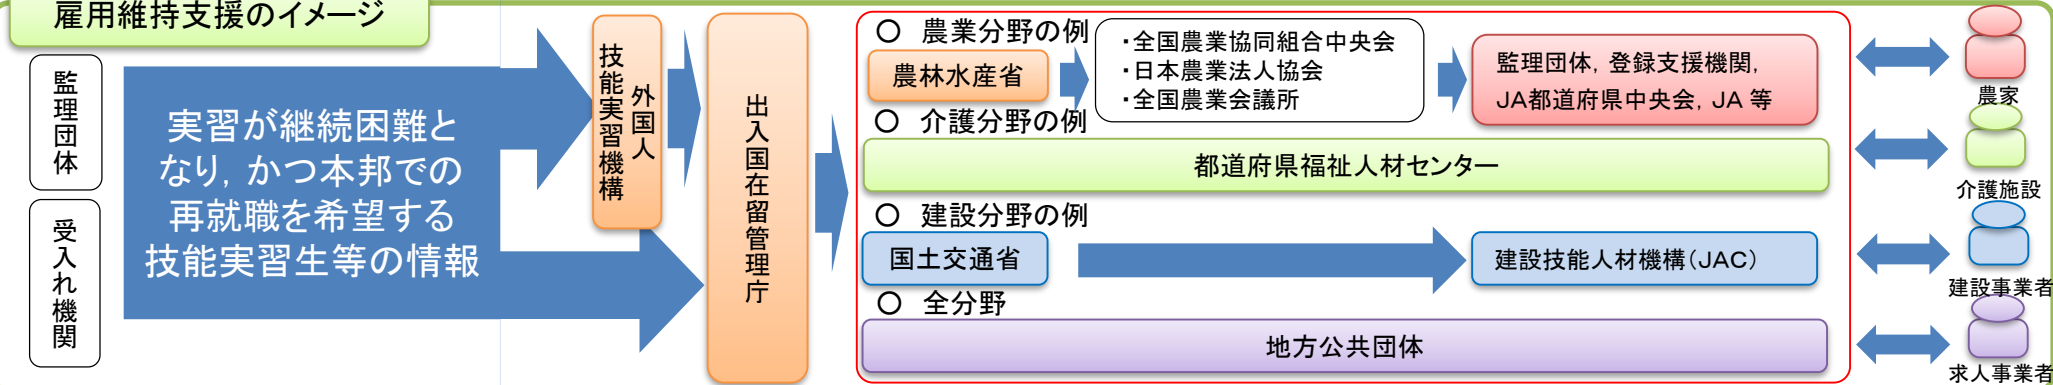 雇用維持支援のイメージ
監理団体
受入れ機関
実習が継続困難と
なり，かつ本邦での
再就職を希望する
技能実習生等の情報
外国人
技能実習機構
出入国在留管理庁
○ 農業分野の例
農林水産省
・全国農業協同組合中央会
・日本農業法人協会
・全国農業会議所
監理団体，登録支援機関，
JA都道府県中央会，JA 等
農家
○ 介護分野の例
都道府県福祉人材センター
介護施設
○ 建設分野の例
国土交通省
建設技能人材機構（JAC）
建設事業者
○ 全分野
地方公共団体
求人事業者